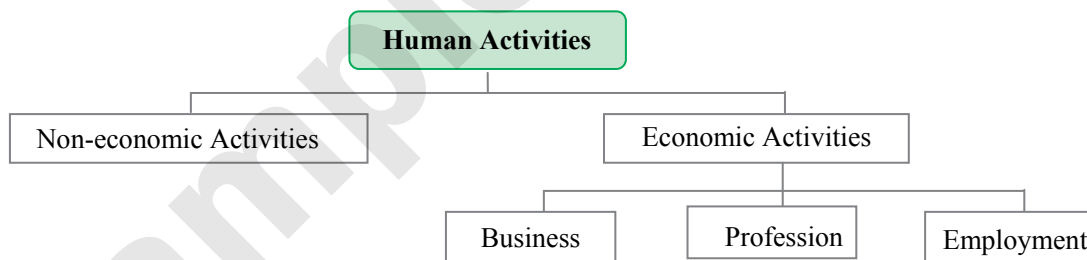 Human Activities
Non-economic Activities
Economic Activities
Business
Profession
Employment